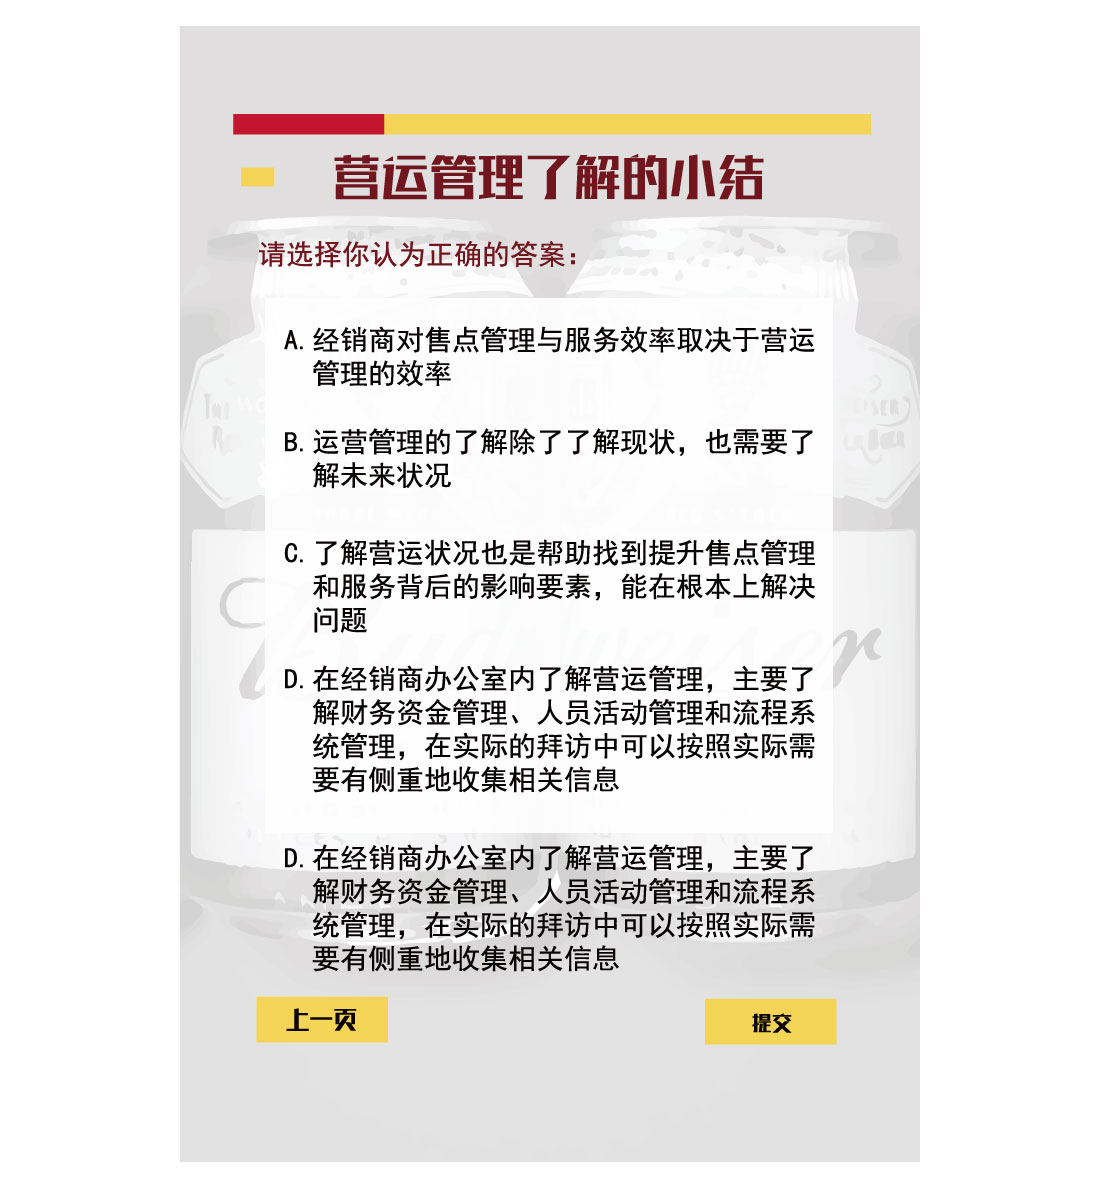 营运管理了解的小结
请选择你认为正确的答案：
A. 经销商对售点管理与服务效率取决于营运
管理的效率
B. 运营管理的了解除了了解现状，也需要了
解未来状况
C. 了解营运状况也是帮助找到提升售点管理
和服务背后的影响要素，能在根本上解决
问题
D. 在经销商办公室内了解营运管理，主要了
解财务资金管理、人员活动管理和流程系
统管理，在实际的拜访中可以按照实际需
要有侧重地收集相关信息
D. 在经销商办公室内了解营运管理，主要了
解财务资金管理、人员活动管理和流程系
统管理，在实际的拜访中可以按照实际需
要有侧重地收集相关信息
上一页
提交
Budweiser